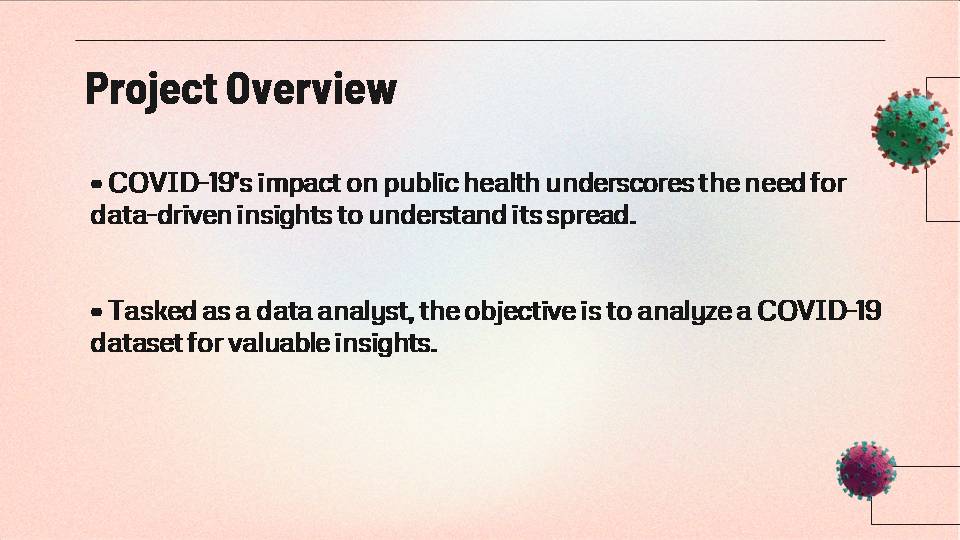 Project Overview
• COVID-19's impact on public health underscores the need for
data-driven insights to understand its spread.
• Tasked as a data analyst, the objective is to analyze a COVID-19
dataset for valuable insights.